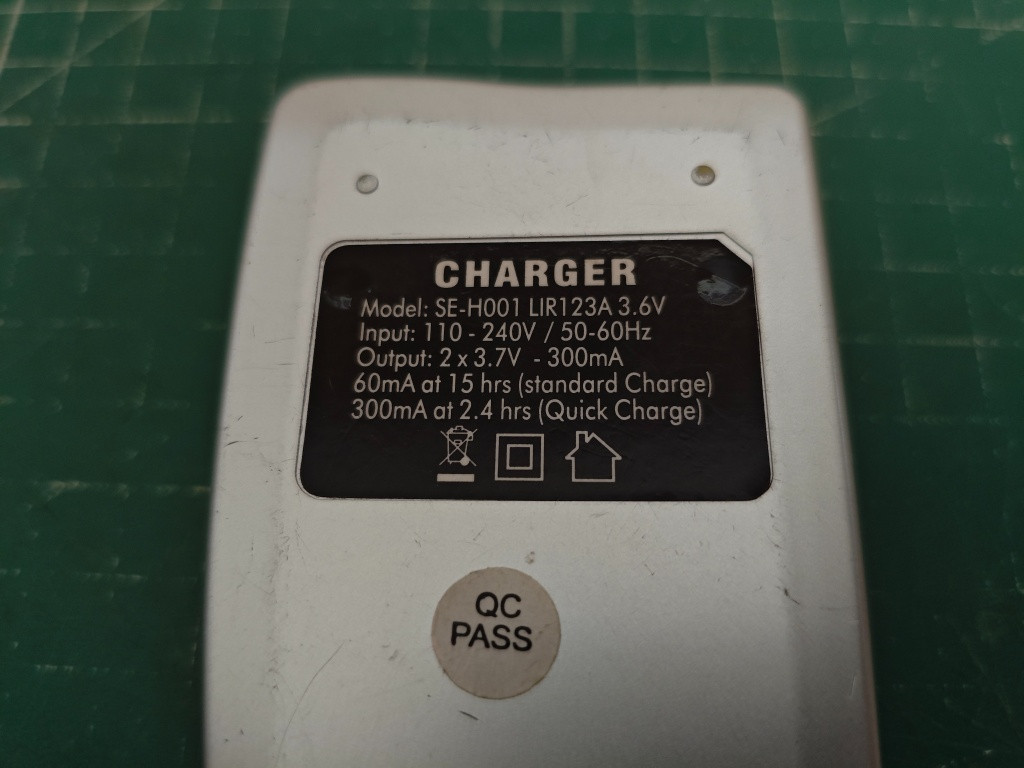 CHARGER
Model: SE-H001 LIR123A 3.6V
Input: 110 - 240V / 50-60Hz
Output: 2 x 3.7V - 300mA
60mA at 15 hrs (standard Charge)
300mA at 2.4 hrs (Quick Charge)
QC
PASS